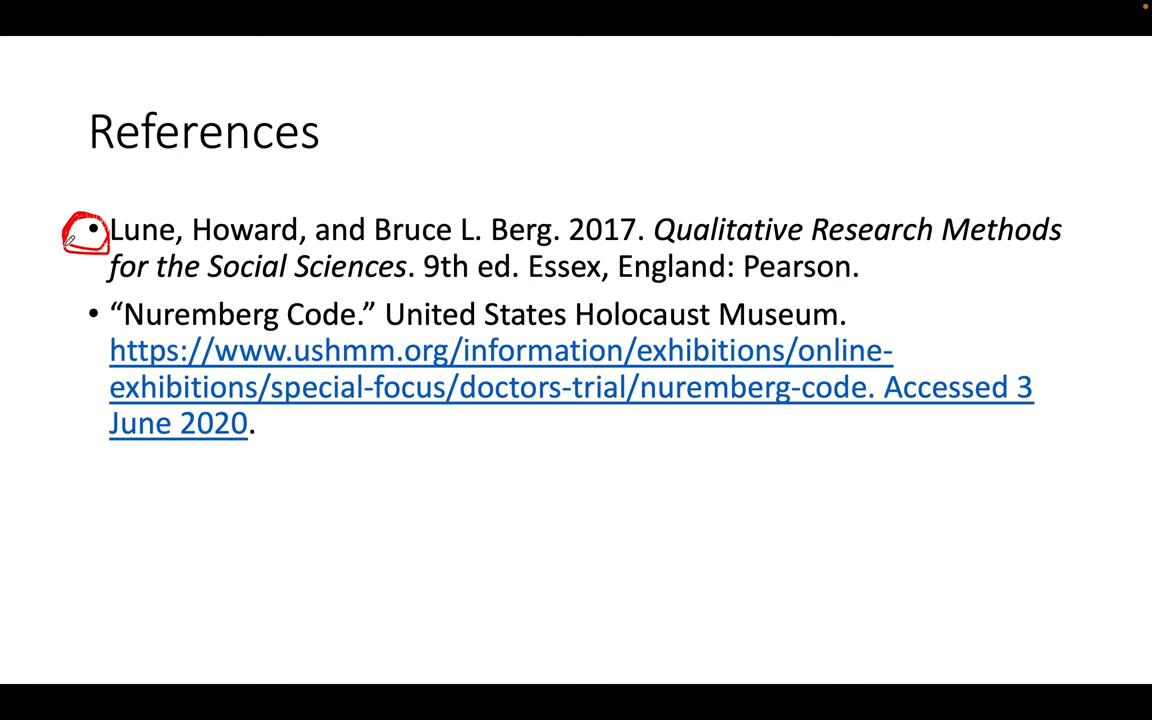 References
• Lune, Howard, and Bruce L. Berg. 2017. Qualitative Research Methods
for the Social Sciences. 9th ed. Essex, England: Pearson.
• “Nuremberg Code.” United States Holocaust Museum.
https://www.ushmm.org/information/exhibitions/online-
exhibitions/special-focus/doctors-trial/nuremberg-code. Accessed 3
June 2020.